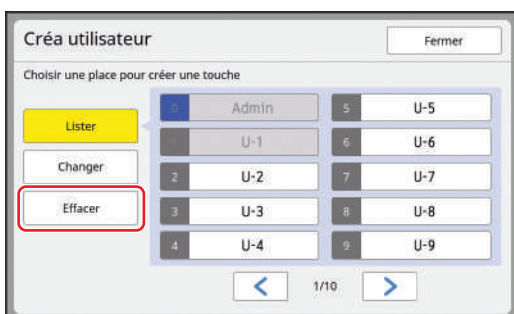 Créa utilisateur
Fermer
Choisir une place pour créer une touche
Lister
Changer
Effacer
0 Admin
U-1
2 U-2
3 U-3
4 U-4
5 U-5
6 U-6
7 U-7
8 U-8
9 U-9
1/10